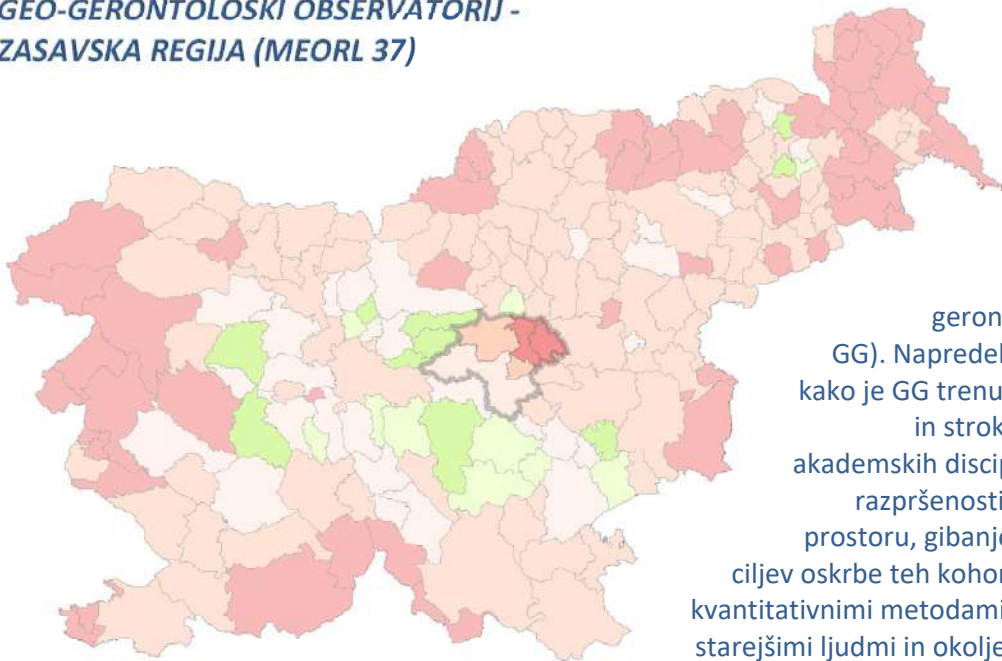 GEO-GERONTOLOŠKI OBSERVATORIJ -
ZASAVSKA REGIJA (MEORL 37)
geron
GG). Napredel
kako je GG trenu
in strok
akademskih discip
razpršenosti
prostoru, gibanje
ciljev oskrbe teh kohor
kvantitativnimi metodami
starejšimi ljudmi in okolje